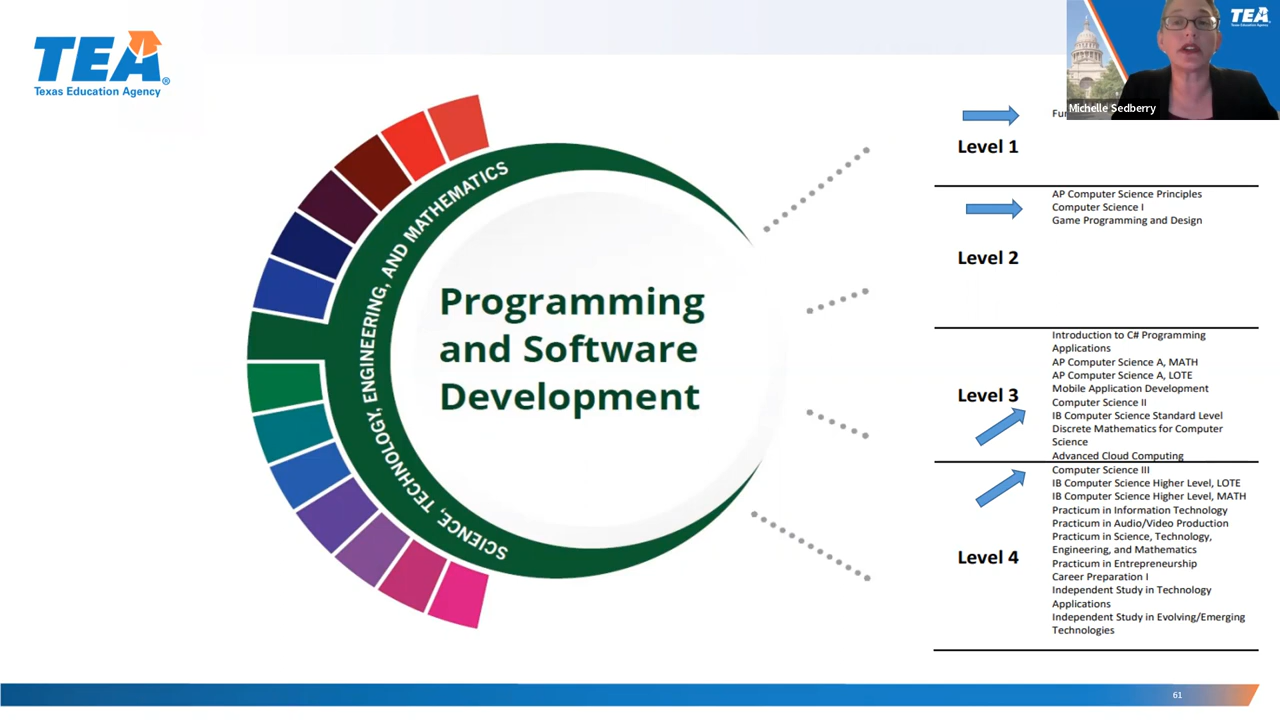 TEA
Texas Education Agency
TEA
Texas Education Agency
Michelle Sedberry
SCIENCE, TECHNOLOGY, ENGINEERING, AND MATHEMATICS
Programming
and Software
Development
Level 1
Level 2
AP Computer Science Principles
Computer Science I
Game Programming and Design
Level 3
Introduction to C# Programming
Applications
AP Computer Science A, MATH
AP Computer Science A, LOTE
Mobile Application Development
Computer Science II
IB Computer Science Standard Level
Discrete Mathematics for Computer
Science
Advanced Cloud Computing
Level 4
Computer Science III
IB Computer Science Higher Level, LOTE
IB Computer Science Higher Level, MATH
Practicum in Information Technology
Practicum in Audio/Video Production
Practicum in Science, Technology,
Engineering, and Mathematics
Practicum in Entrepreneurship
Career Preparation I
Independent Study in Technology
Applications
Independent Study in Evolving/Emerging
Technologies
61